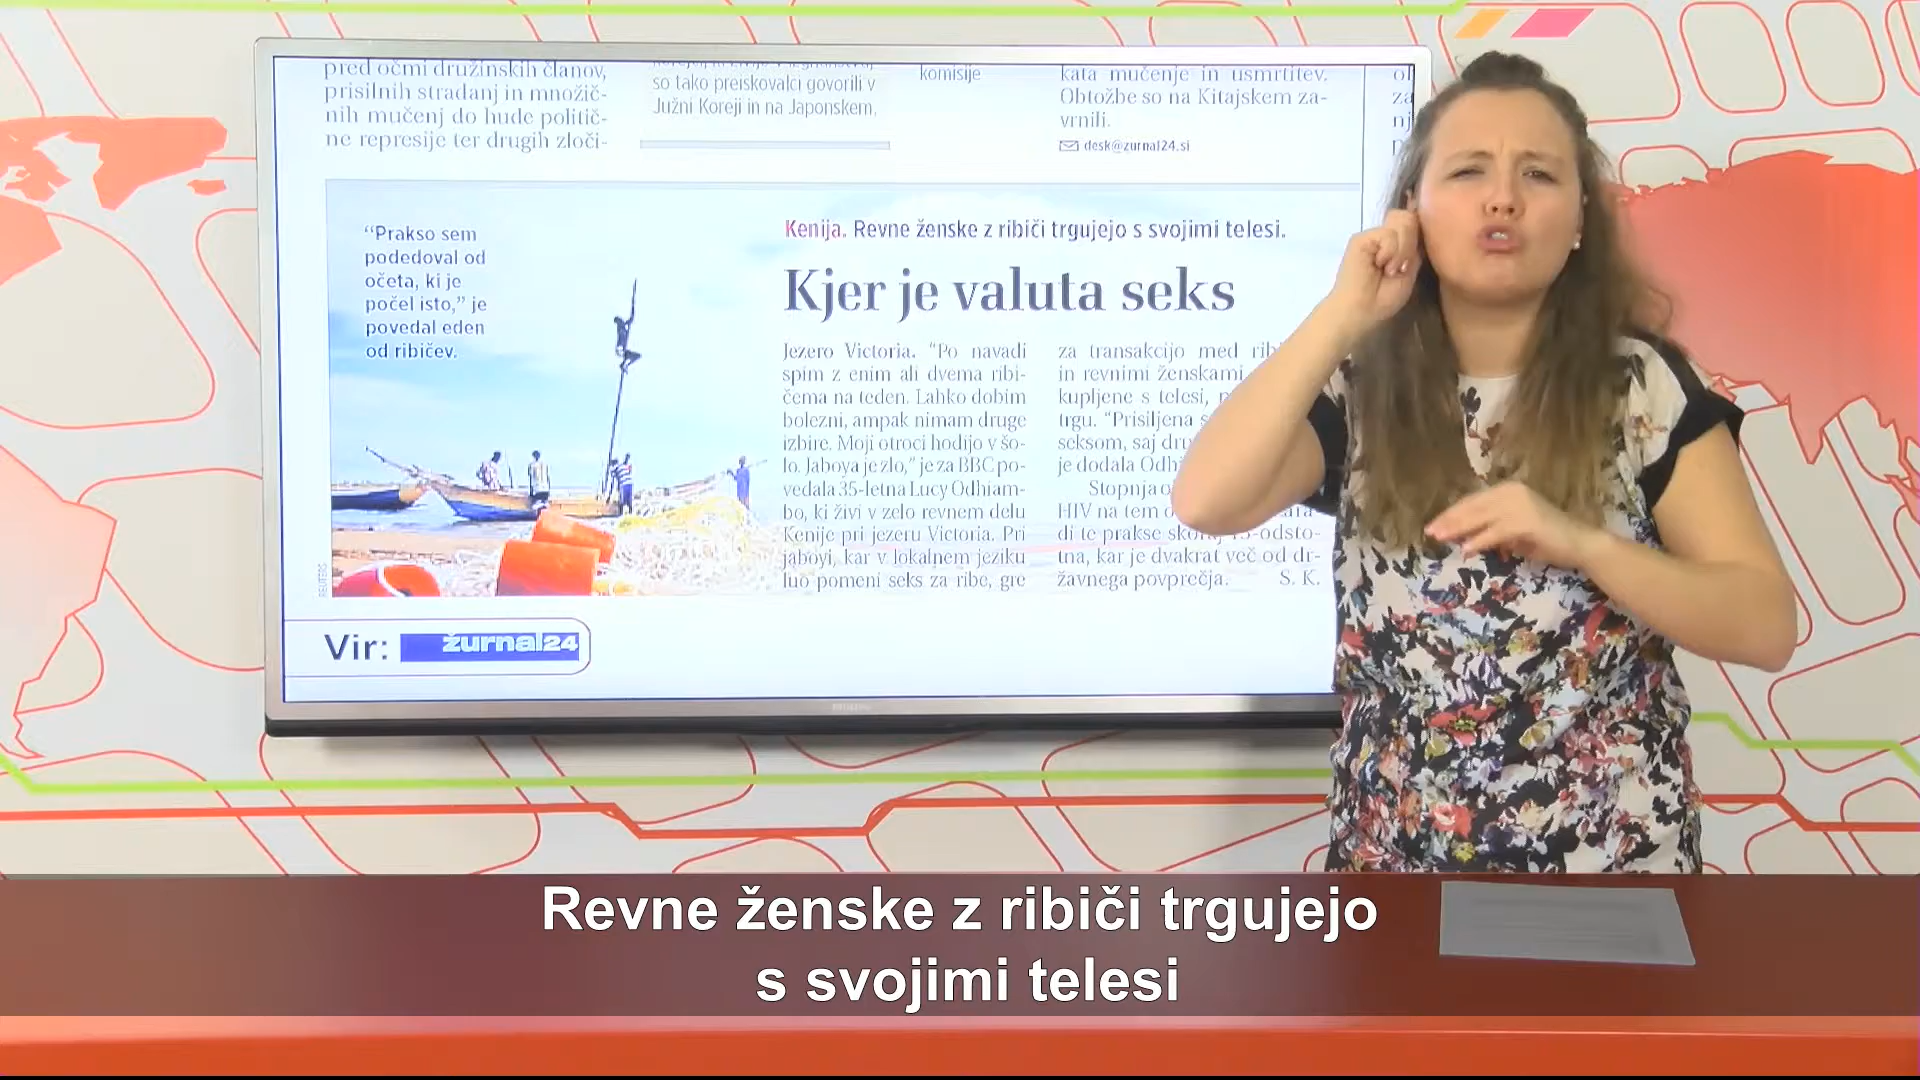 pred očmi družinskih članov,
prisilnih stradanj in množič-
nih mučenj do hude politič-
ne represije ter drugih zloči-
so tako preiskovalci govorili v
Južni Koreji in na Japonskem,
komisije
kata mučenje in usmrtitev.
Obtožbe so na Kitajskem za-
vrnili.
desk@zurnal24.si
“Prakso sem
podedoval od
očeta, ki je
počel isto,” je
povedal eden
od ribičev.
REUTERS
Kenija. Revne ženske z ribiči trgujejo s svojimi telesi.
Kjer je valuta seks
Jezero Victoria. “Po navadi
spim z enim ali dvema ribi-
čema na teden. Lahko dobim
bolezni, ampak nimam druge
izbire. Moji otroci hodijo v šo-
lo. Jaboya je zlo,” je za BBC po-
vedala 35-letna Lucy Odhiam-
bo, ki živi v zelo revnem delu
Kenije pri jezeru Victoria. Pri
jaboyi, kar v lokalnem jeziku
luo pomeni seks za ribe, gre
za transakcijo med
in revnimi ženskami
kupljene s telesi,
trgu. “Prisiljena
seksom, saj
je dodala
Stopnja
HIV na tem
di te prakse 15-odsto-
tna, kar je dvakrat več od dr-
žavnega povprečja. S. K.
Vir: žurnal24
Revne ženske z ribiči trgujejo
s svojimi telesi